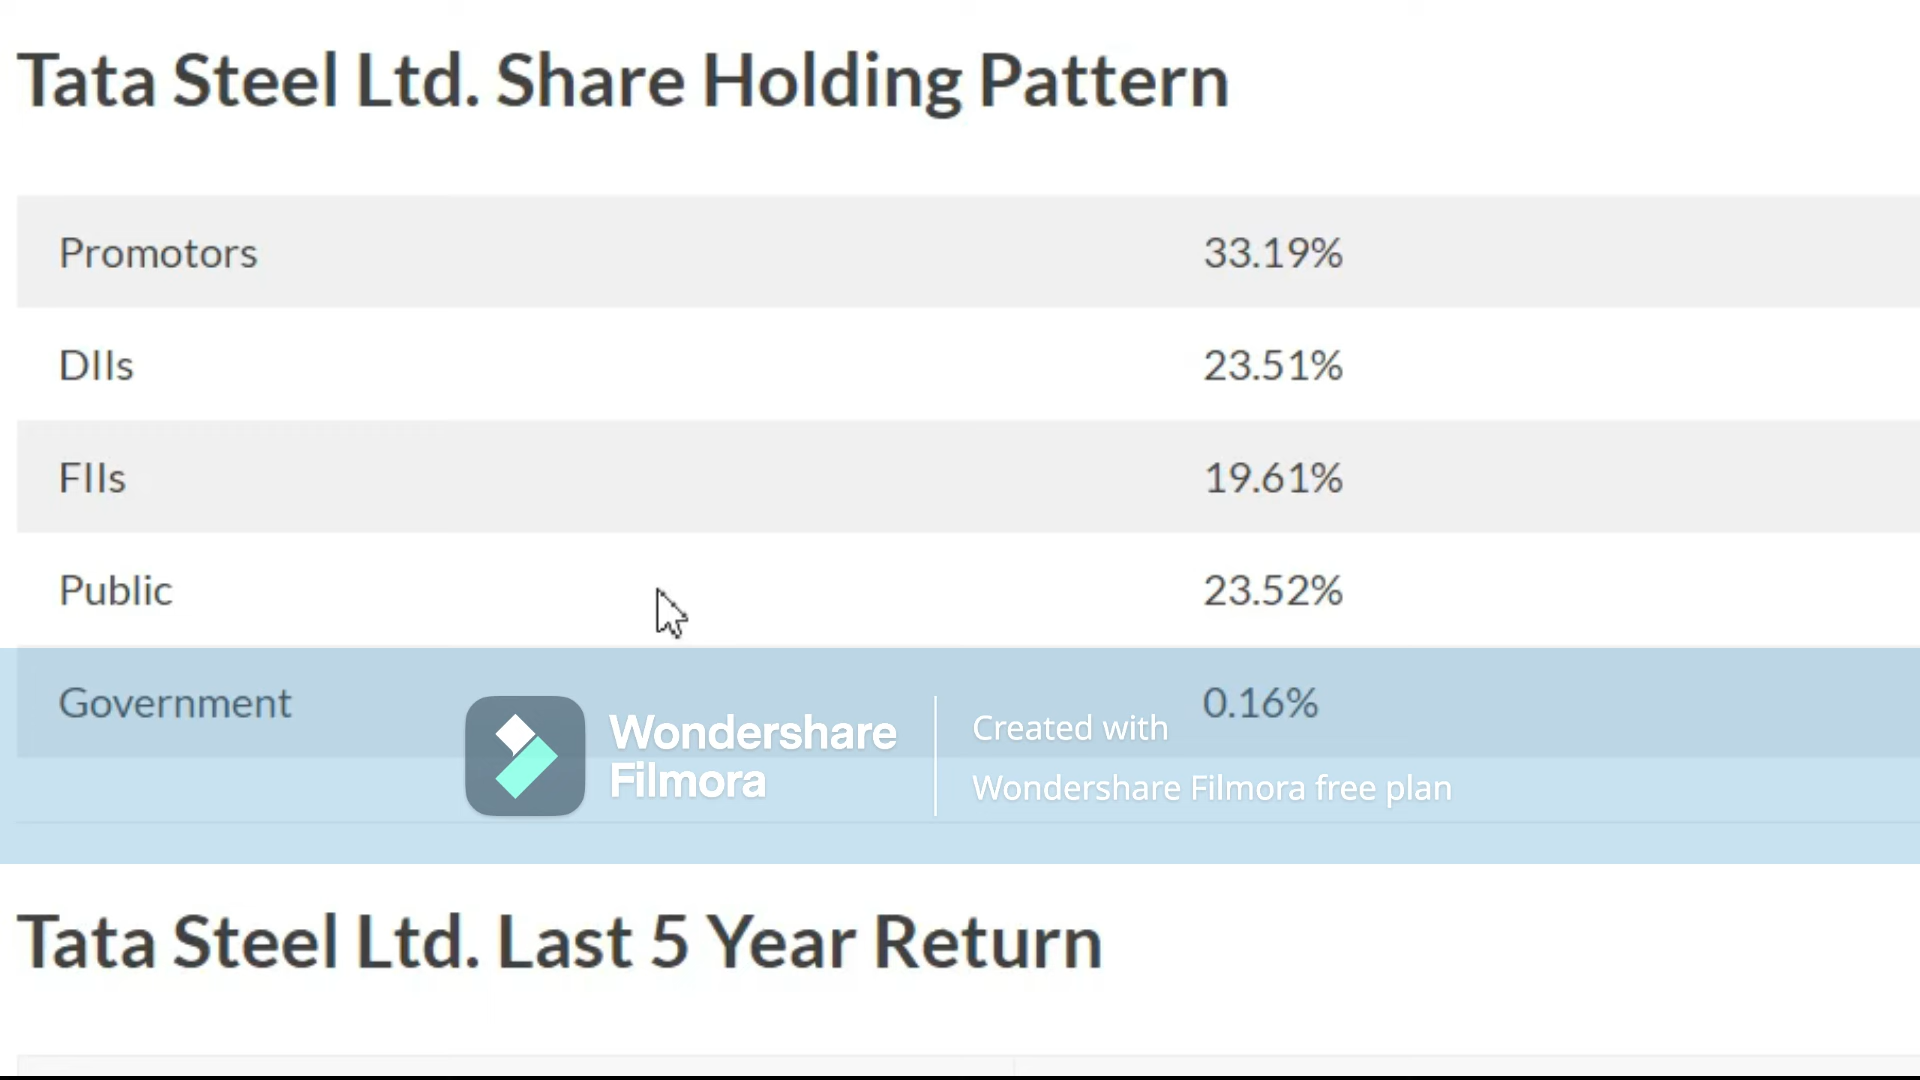 Tata Steel Ltd. Share Holding Pattern
Promotors 33.19%
DIIs 23.51%
FIIs 19.61%
Public 23.52%
Government 0.16%
Wondershare
Filmora
Created with
Wondershare Filmora free plan
Tata Steel Ltd. Last 5 Year Return